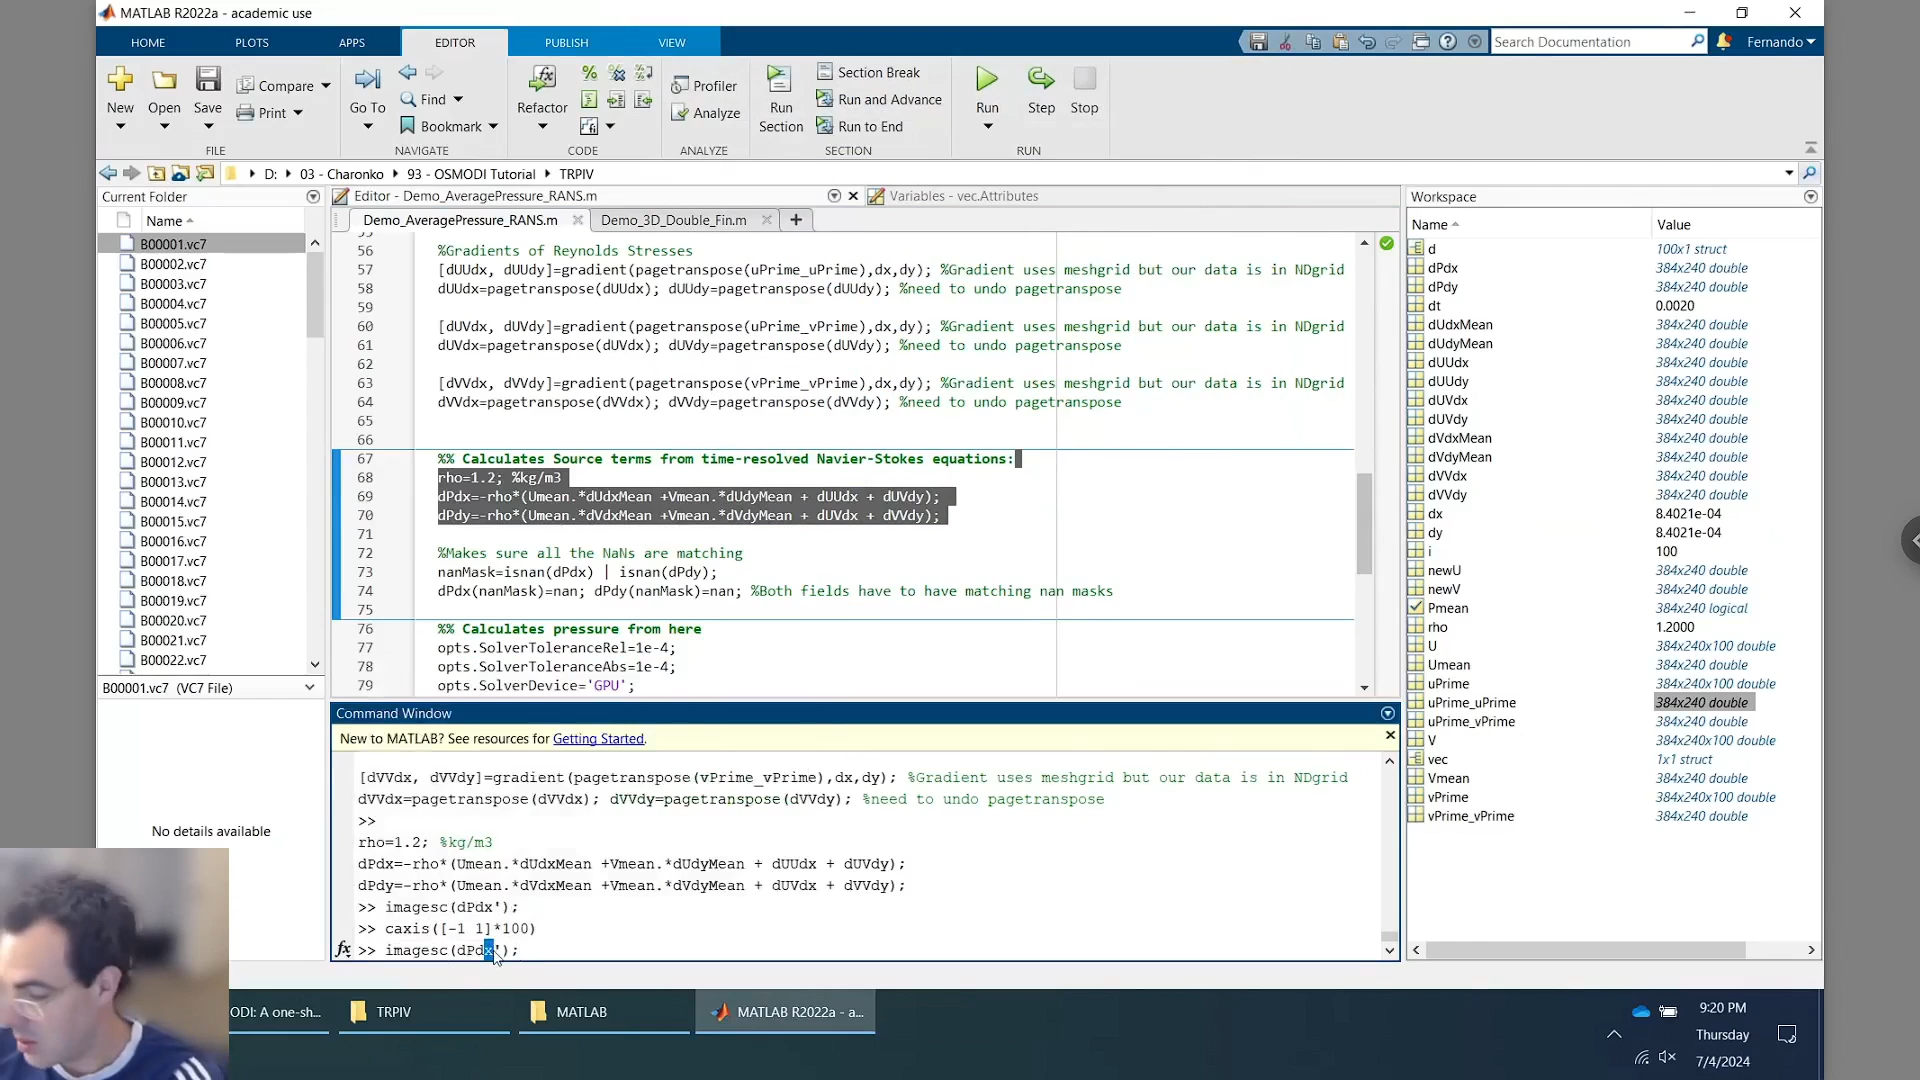 MATLAB R2022a - academic use
HOME
PLOTS
APPS
EDITOR
PUBLISH
VIEW
Search Documentation
Fernando
New
Open
Save
Compare
Print
Go To
Find
Bookmark
Refactor
Profiler
Analyze
Run
Section
Section Break
Run and Advance
Run to End
Run
Step
Stop
FILE
NAVIGATE
CODE
ANALYZE
SECTION
RUN
D:
03 - Charonko
93 - OSMODI Tutorial
TRPIV
Current Folder
Name
B00001.vc7
B00002.vc7
B00003.vc7
B00004.vc7
B00005.vc7
B00006.vc7
B00007.vc7
B00008.vc7
B00009.vc7
B00010.vc7
B00011.vc7
B00012.vc7
B00013.vc7
B00014.vc7
B00015.vc7
B00016.vc7
B00017.vc7
B00018.vc7
B00019.vc7
B00020.vc7
B00021.vc7
B00022.vc7
B00001.vc7 (VC7 File)
No details available
Editor - Demo_AveragePressure_RANS.m
Variables - vec.Attributes
Demo_AveragePressure_RANS.m
Demo_3D_Double_Fin.m
56 %Gradients of Reynolds Stresses
57 [dUUdx, dUUdy]=gradient(pagetranspose(uPrime_uPrime),dx,dy); %Gradient uses meshgrid but our data is in NDgrid
58 dUUdx=pagetranspose(dUUdx); dUUdy=pagetranspose(dUUdy); %need to undo pagetranspose
59
60 [dUVdx, dUVdy]=gradient(pagetranspose(uPrime_vPrime),dx,dy); %Gradient uses meshgrid but our data is in NDgrid
61 dUVdx=pagetranspose(dUVdx); dUVdy=pagetranspose(dUVdy); %need to undo pagetranspose
62
63 [dVVdx, dVVdy]=gradient(pagetranspose(vPrime_vPrime),dx,dy); %Gradient uses meshgrid but our data is in NDgrid
64 dVVdx=pagetranspose(dVVdx); dVVdy=pagetranspose(dVVdy); %need to undo pagetranspose
65
66
67 %% Calculates Source terms from time-resolved Navier-Stokes equations:
68 rho=1.2; %kg/m3
69 dPdx=-rho*(Umean.*dUdxMean +Vmean.*dUdyMean + dUUdx + dUVdy);
70 dPdy=-rho*(Umean.*dVdxMean +Vmean.*dVdyMean + dUVdx + dVVdy);
71
72 %Makes sure all the NaNs are matching
73 nanMask=isnan(dPdx) | isnan(dPdy);
74 dPdx(nanMask)=nan; dPdy(nanMask)=nan; %Both fields have to have matching nan masks
75
76 %% Calculates pressure from here
77 opts.SolverToleranceRel=1e-4;
78 opts.SolverToleranceAbs=1e-4;
79 opts.SolverDevice='GPU';
Command Window
New to MATLAB? See resources for Getting Started.
[dVVdx, dVVdy]=gradient(pagetranspose(vPrime_vPrime),dx,dy); %Gradient uses meshgrid but our data is in NDgrid
dVVdx=pagetranspose(dVVdx); dVVdy=pagetranspose(dVVdy); %need to undo pagetranspose
>>
rho=1.2; %kg/m3
dPdx=-rho*(Umean.*dUdxMean +Vmean.*dUdyMean + dUUdx + dUVdy);
dPdy=-rho*(Umean.*dVdxMean +Vmean.*dVdyMean + dUVdx + dVVdy);
>> imagesc(dPdx');
>> caxis([-1 1]*100)
fx >> imagesc(dPdx');
Workspace
Name Value
d 100x1 struct
dPdx 384x240 double
dPdy 384x240 double
dt 0.0020
dUdxMean 384x240 double
dUdyMean 384x240 double
dUUdx 384x240 double
dUUdy 384x240 double
dUVdx 384x240 double
dUVdy 384x240 double
dVdxMean 384x240 double
dVdyMean 384x240 double
dVVdx 384x240 double
dVVdy 384x240 double
dx 8.4021e-04
dy 8.4021e-04
i 100
newU 384x240 double
newV 384x240 double
Pmean 384x240 logical
rho 1.2000
U 384x240x100 double
Umean 384x240 double
uPrime 384x240x100 double
uPrime_uPrime 384x240 double
uPrime_vPrime 384x240 double
V 384x240x100 double
vec 1x1 struct
Vmean 384x240 double
vPrime 384x240x100 double
vPrime_vPrime 384x240 double
ODI: A one-sh...
TRPIV
MATLAB
MATLAB R2022a - a...
9:20 PM
Thursday
7/4/2024